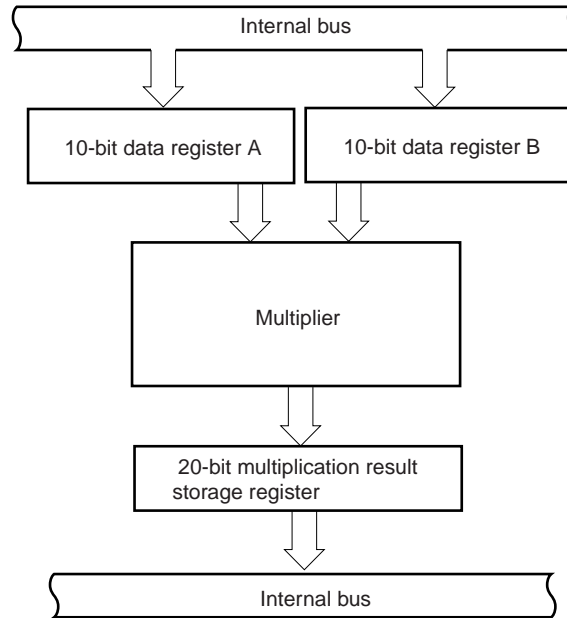 Internal bus
10-bit data register A
10-bit data register B
Multiplier
20-bit multiplication result
storage register
Internal bus